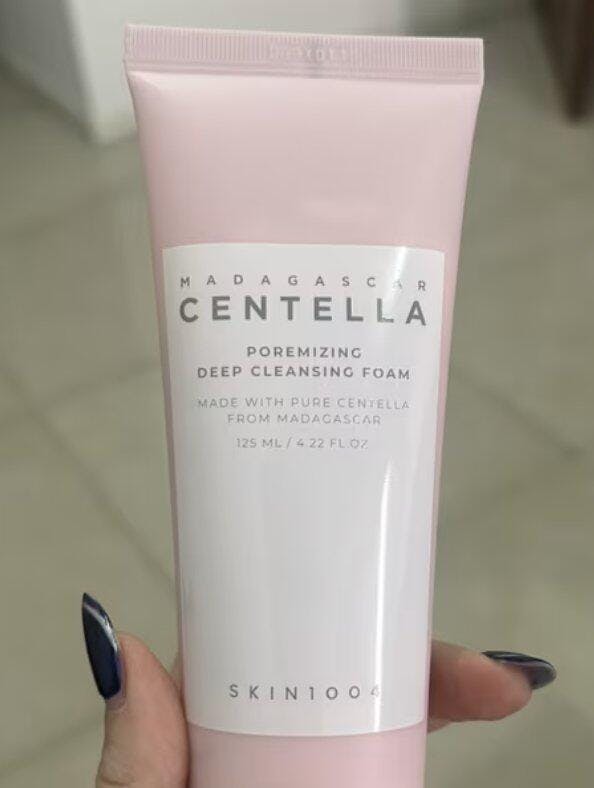 MADAGASCAR
CENTELLA
POREMIZING
DEEP CLEANSING FOAM
MADE WITH PURE CENTELLA
FROM MADAGASCAR
125 ML / 4.22 FL.OZ
SKIN1004